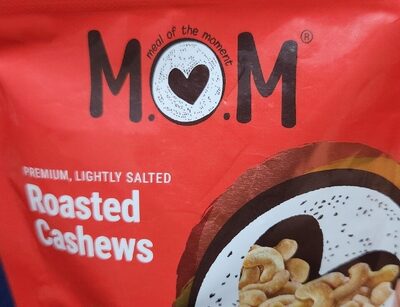 meal of the moment
M.O.M®
PREMIUM, LIGHTLY SALTED
Roasted
Cashews